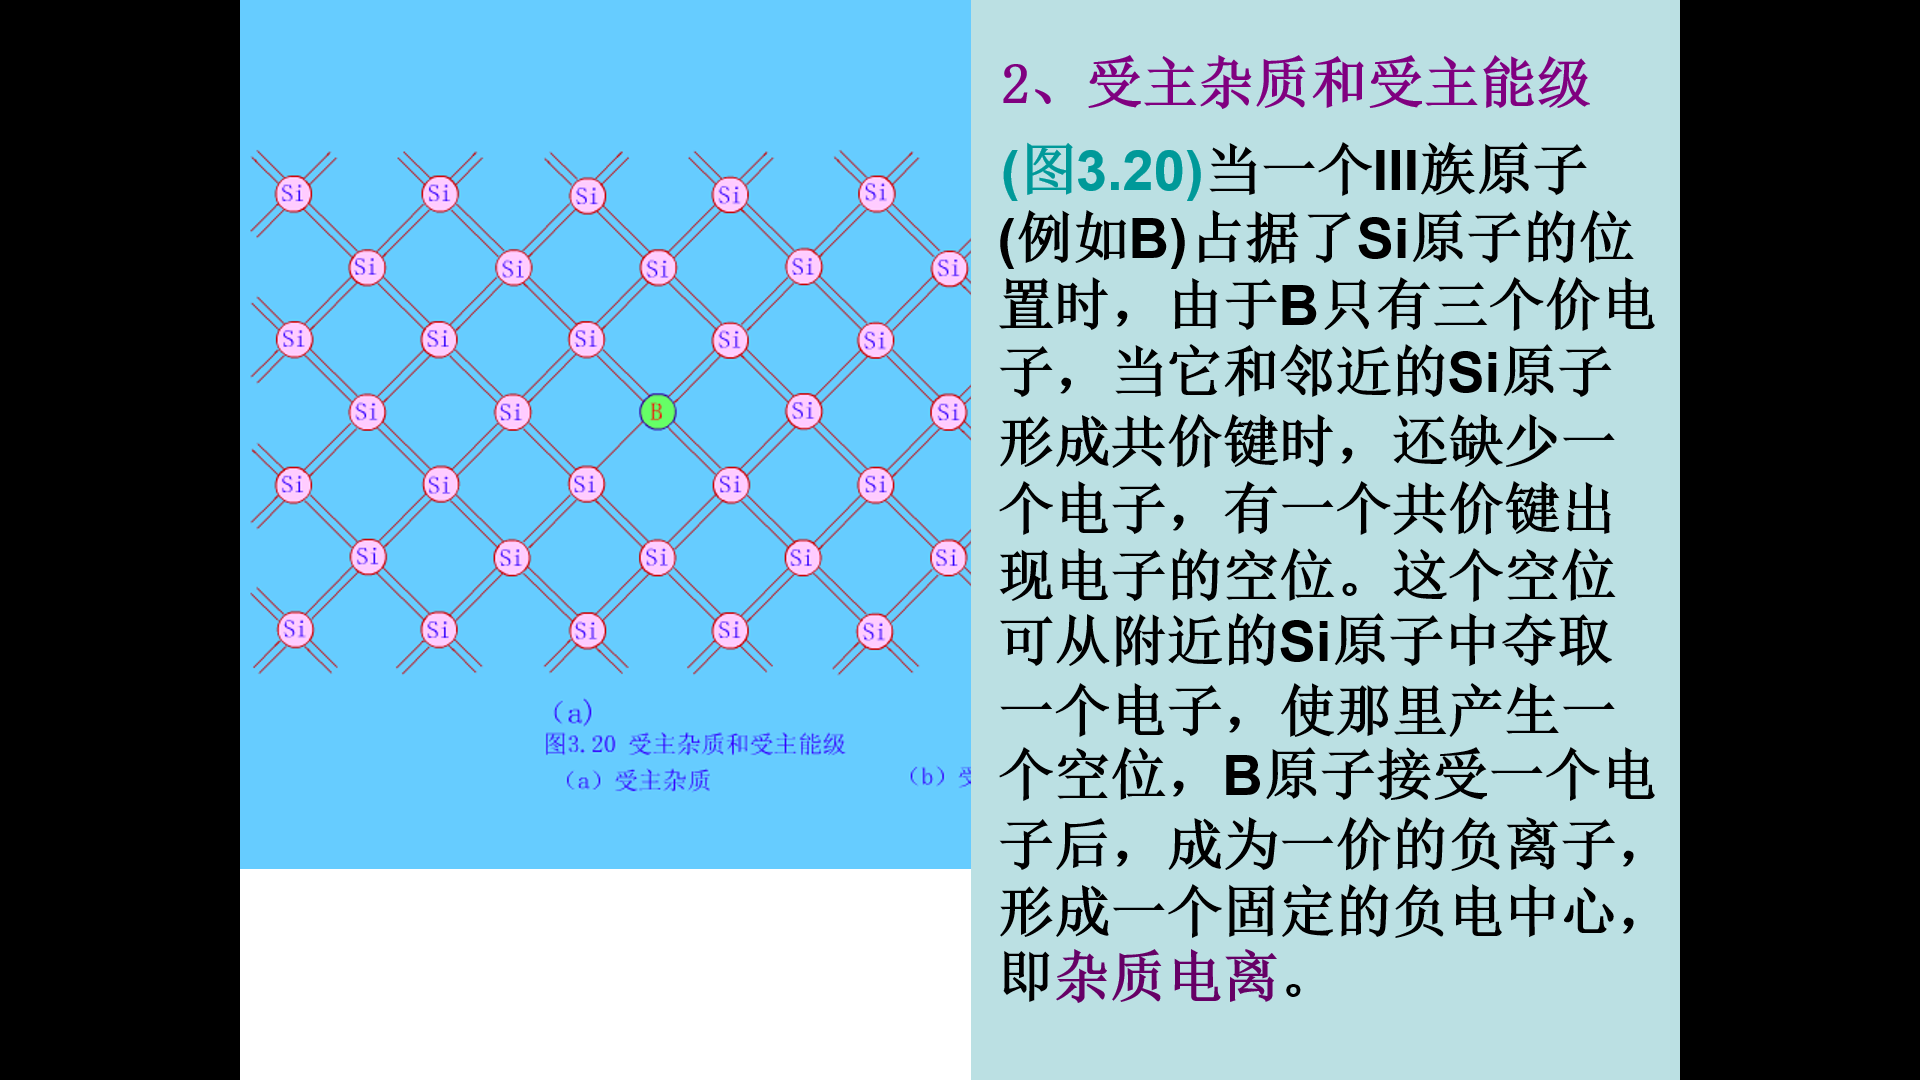 Si Si Si Si Si
Si Si Si Si Si
Si Si Si Si Si
Si Si B Si Si
Si Si Si Si Si
Si Si Si Si Si
Si Si Si Si Si
（a）
图3.20 受主杂质和受主能级
（a）受主杂质
（b）受
2、受主杂质和受主能级
(图3.20)当一个III族原子
(例如B)占据了Si原子的位
置时，由于B只有三个价电
子，当它和邻近的Si原子
形成共价键时，还缺少一
个电子，有一个共价键出
现电子的空位。这个空位
可从附近的Si原子中夺取
一个电子，使那里产生一
个空位，B原子接受一个电
子后，成为一价的负离子，
形成一个固定的负电中心，
即杂质电离。